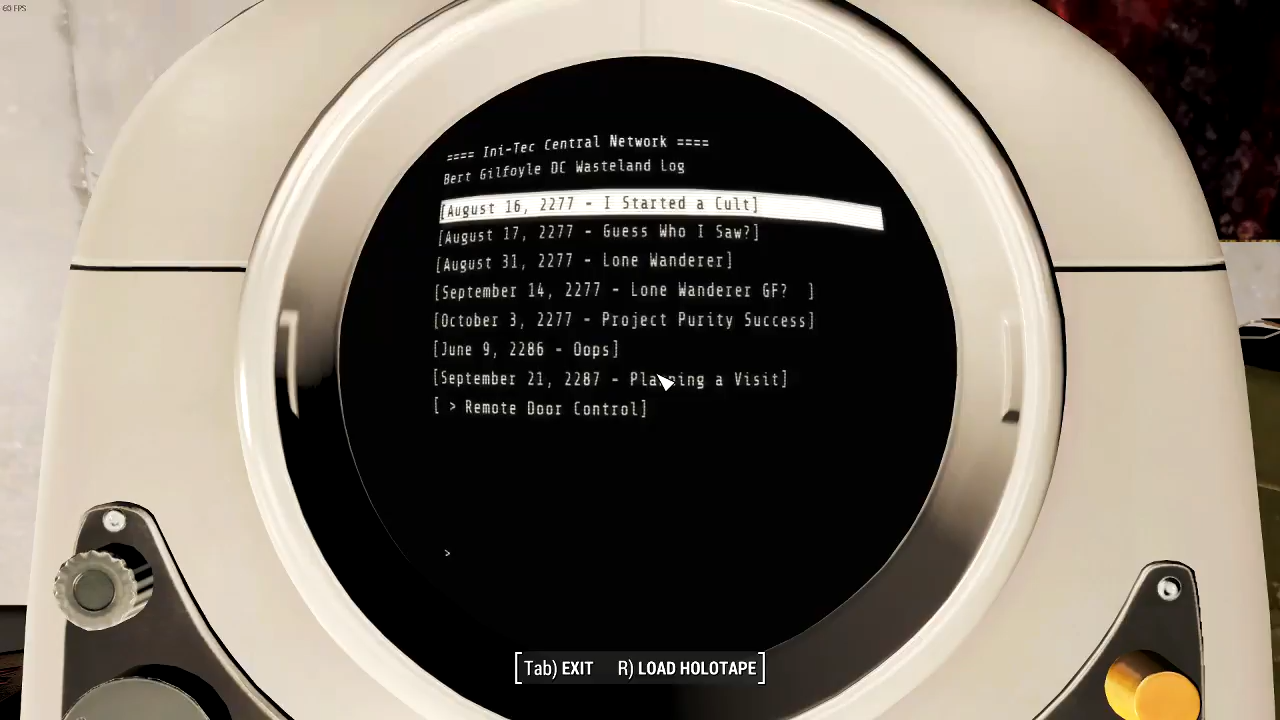 60 FPS
==== Ini-Tec Central Network ====
Bert Gilfoyle DC Wasteland Log
[August 16, 2277 - I Started a Cult]
[August 17, 2277 - Guess Who I Saw?]
[August 31, 2277 - Lone Wanderer]
[September 14, 2277 - Lone Wanderer GF?  ]
[October 3, 2277 - Project Purity Success]
[June 9, 2286 - Oops]
[September 21, 2287 - Planning a Visit]
[ > Remote Door Control]
>
[Tab) EXIT R) LOAD HOLOTAPE]